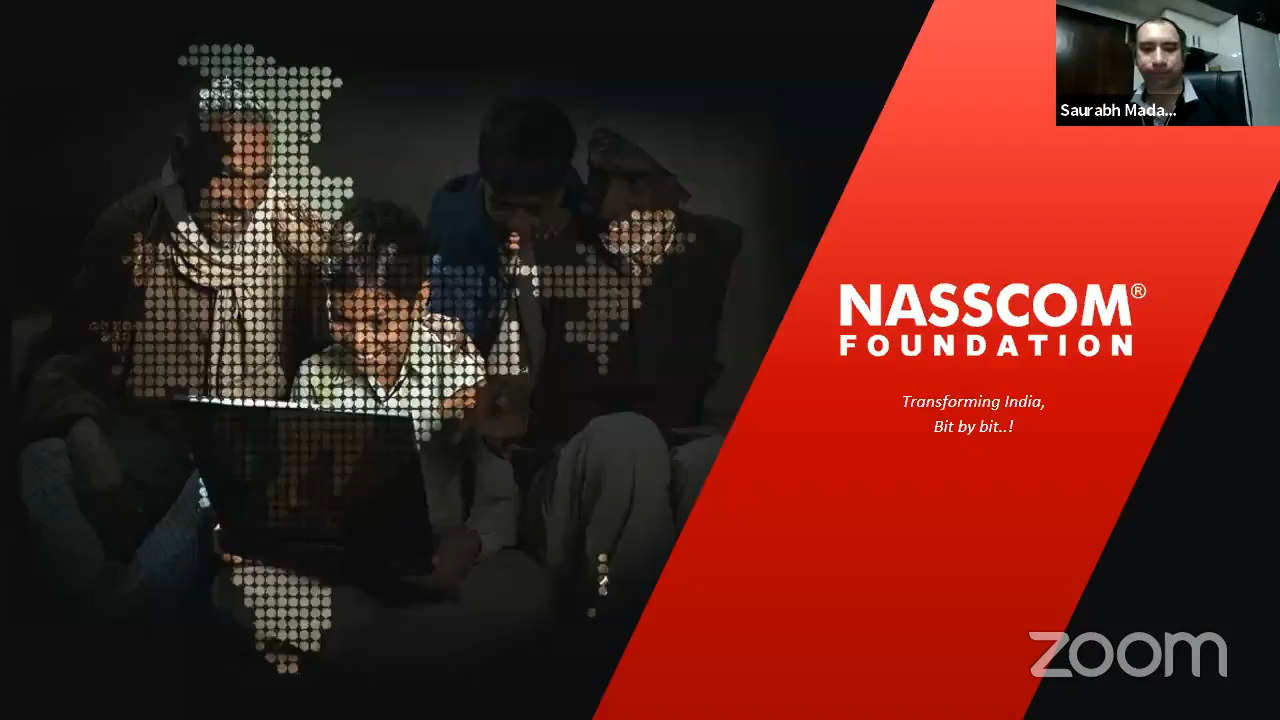 Saurabh Mada...
NASSCOM®
FOUNDATION
Transforming India,
Bit by bit..!
zoom